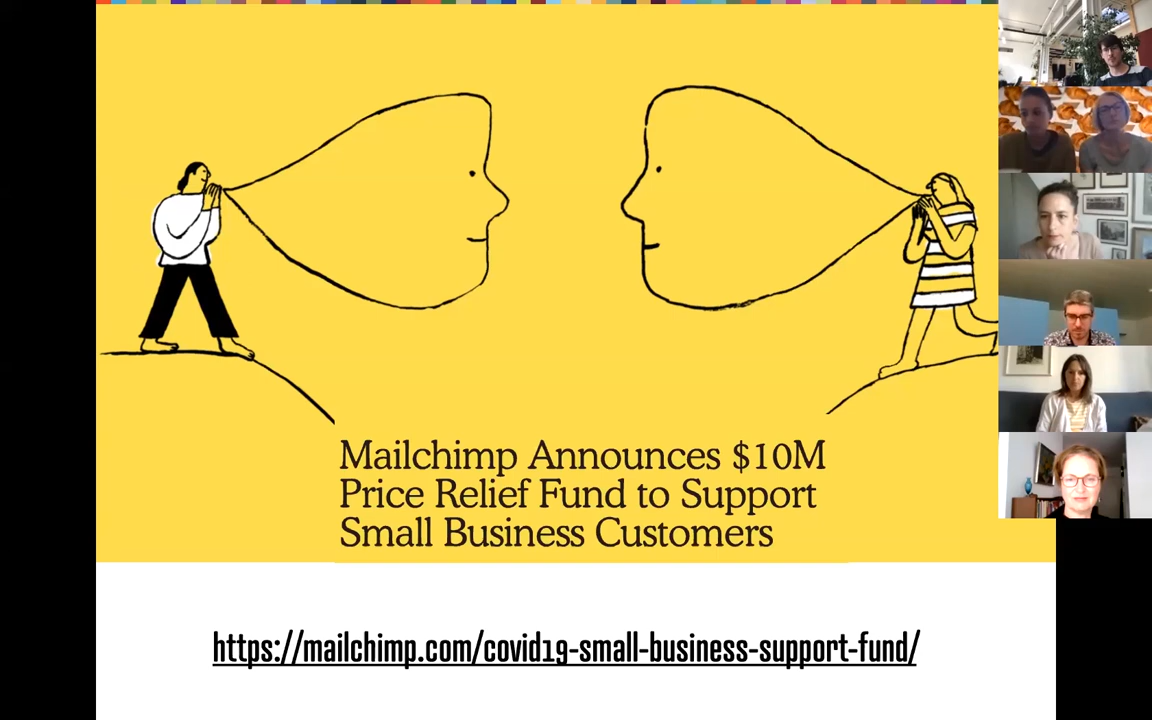 Mailchimp Announces $10M
Price Relief Fund to Support
Small Business Customers
https://mailchimp.com/covid19-small-business-support-fund/